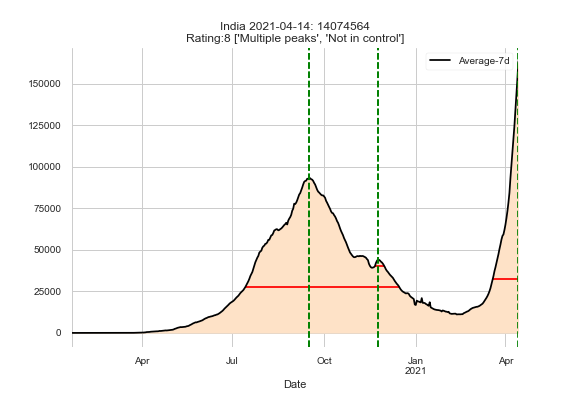 India 2021-04-14: 14074564
Rating:8 ['Multiple peaks', 'Not in control']
Average-7d
150000
125000
100000
75000
50000
25000
0
Apr
Jul
Oct
Jan
2021
Apr
Date